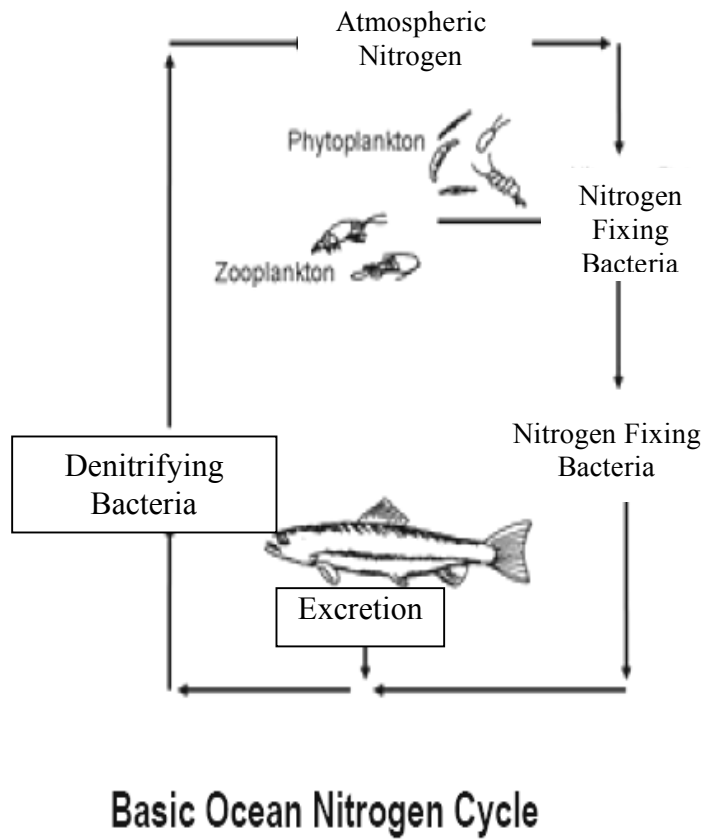 Atmospheric
Nitrogen
Phytoplankton
Nitrogen
Fixing
Bacteria
Zooplankton
Nitrogen Fixing
Bacteria
Denitrifying
Bacteria
Excretion
Basic Ocean Nitrogen Cycle